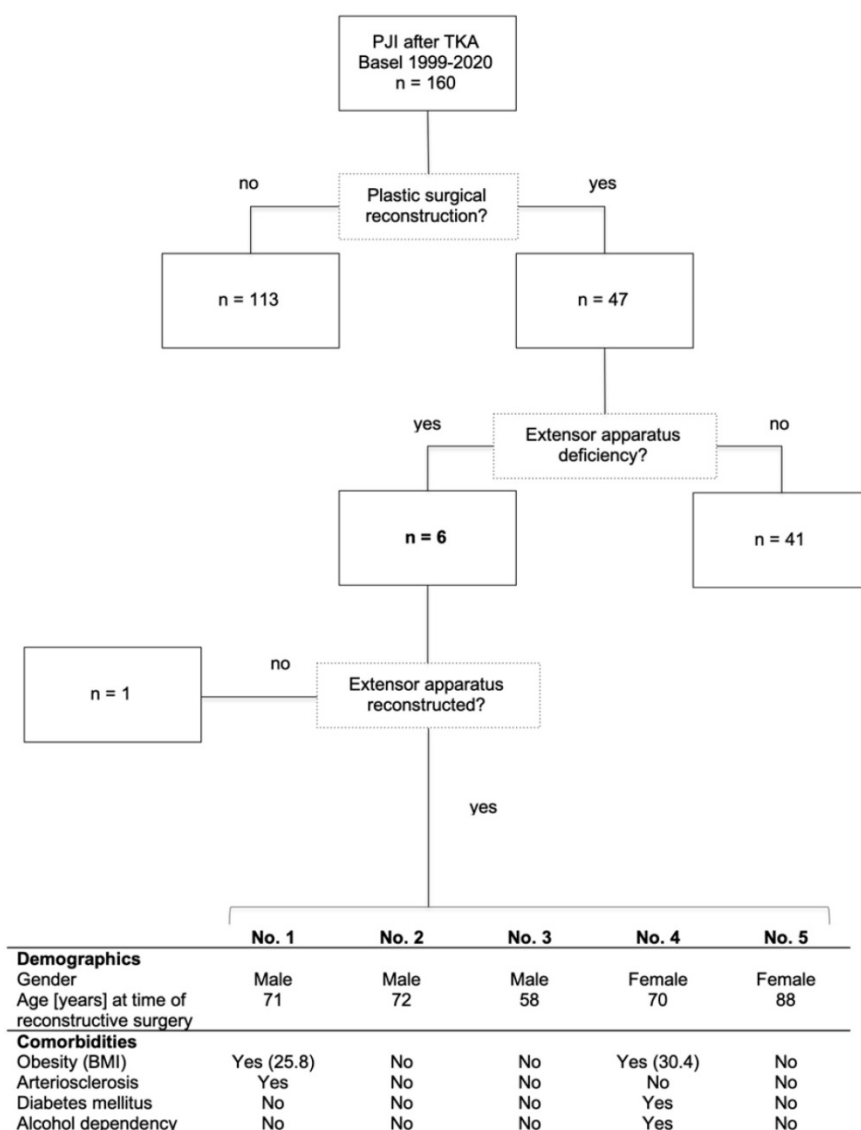 PJI after TKA
Basel 1999-2020
n = 160
no
yes
Plastic surgical
reconstruction?
n = 113
n = 47
yes
no
Extensor apparatus
deficiency?
n = 6
n = 41
no
n = 1
Extensor apparatus
reconstructed?
yes
No. 1 No. 2 No. 3 No. 4 No. 5
Demographics
Gender Male Male Male Female Female
Age [years] at time of 71 72 58 70 88
reconstructive surgery
Comorbidities
Obesity (BMI) Yes (25.8) No No Yes (30.4) No
Arteriosclerosis Yes No No No No
Diabetes mellitus No No No Yes No
Alcohol dependency No No No Yes No